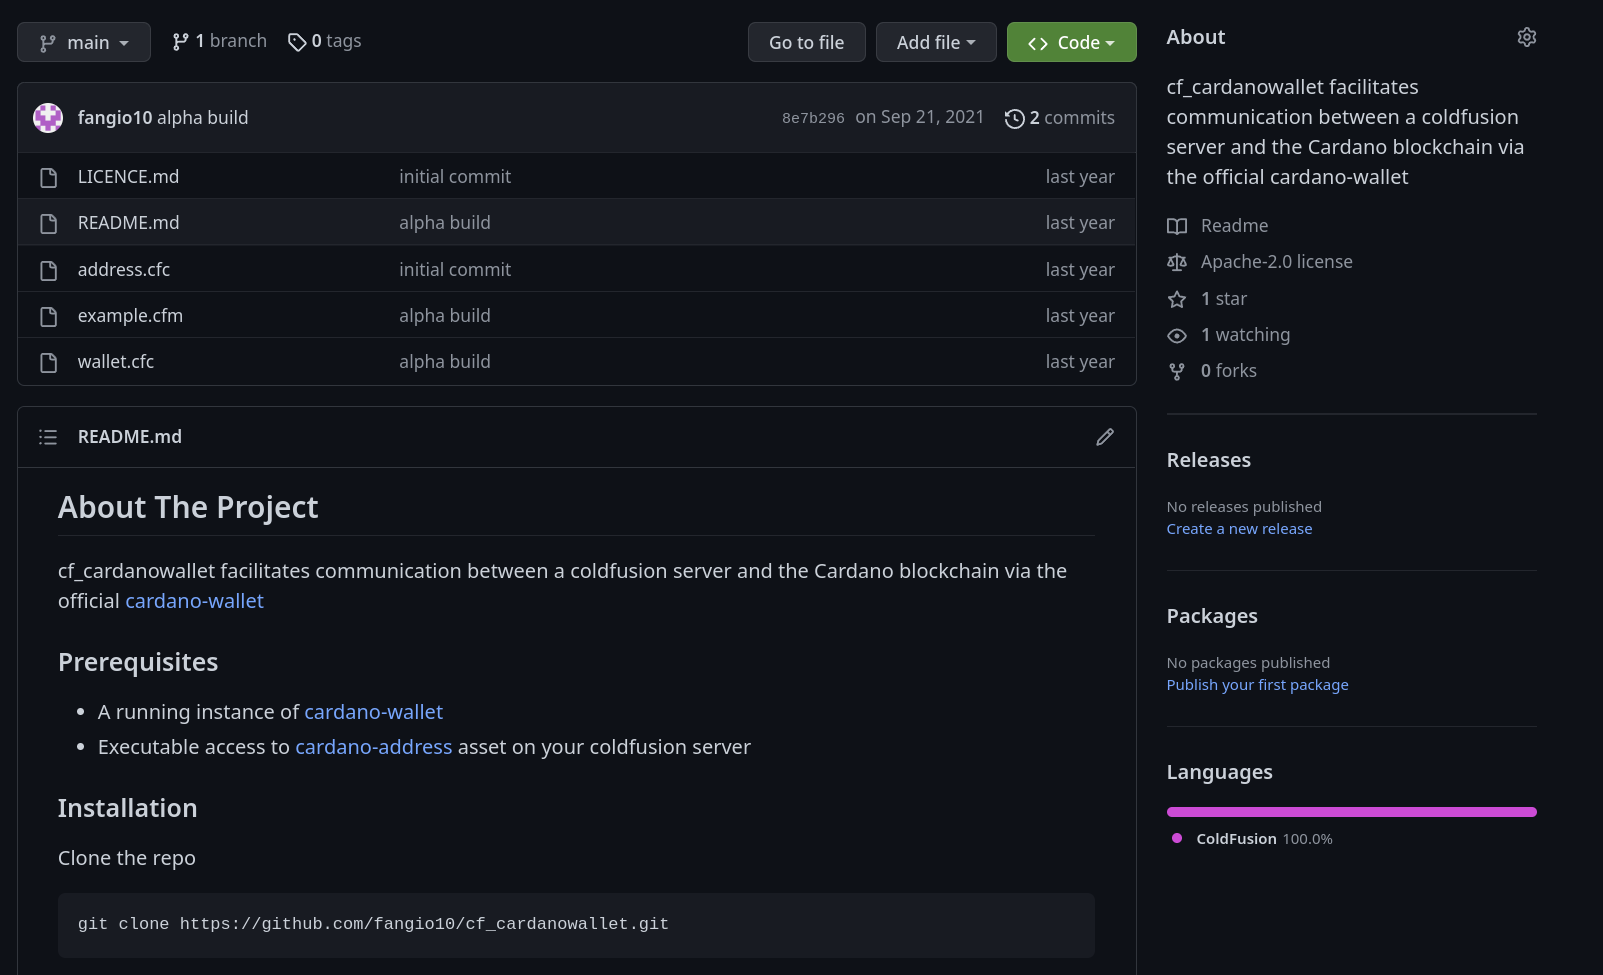 main
1 branch
0 tags
Go to file
Add file
Code
fangio10 alpha build
8e7b296 on Sep 21, 2021
2 commits
LICENCE.md initial commit last year
README.md alpha build last year
address.cfc initial commit last year
example.cfm alpha build last year
wallet.cfc alpha build last year
README.md
About The Project
cf_cardanowallet facilitates communication between a coldfusion server and the Cardano blockchain via the
official cardano-wallet
Prerequisites
A running instance of cardano-wallet
Executable access to cardano-address asset on your coldfusion server
Installation
Clone the repo
git clone https://github.com/fangio10/cf_cardanowallet.git
About
cf_cardanowallet facilitates
communication between a coldfusion
server and the Cardano blockchain via
the official cardano-wallet
Readme
Apache-2.0 license
1 star
1 watching
0 forks
Releases
No releases published
Create a new release
Packages
No packages published
Publish your first package
Languages
ColdFusion 100.0%